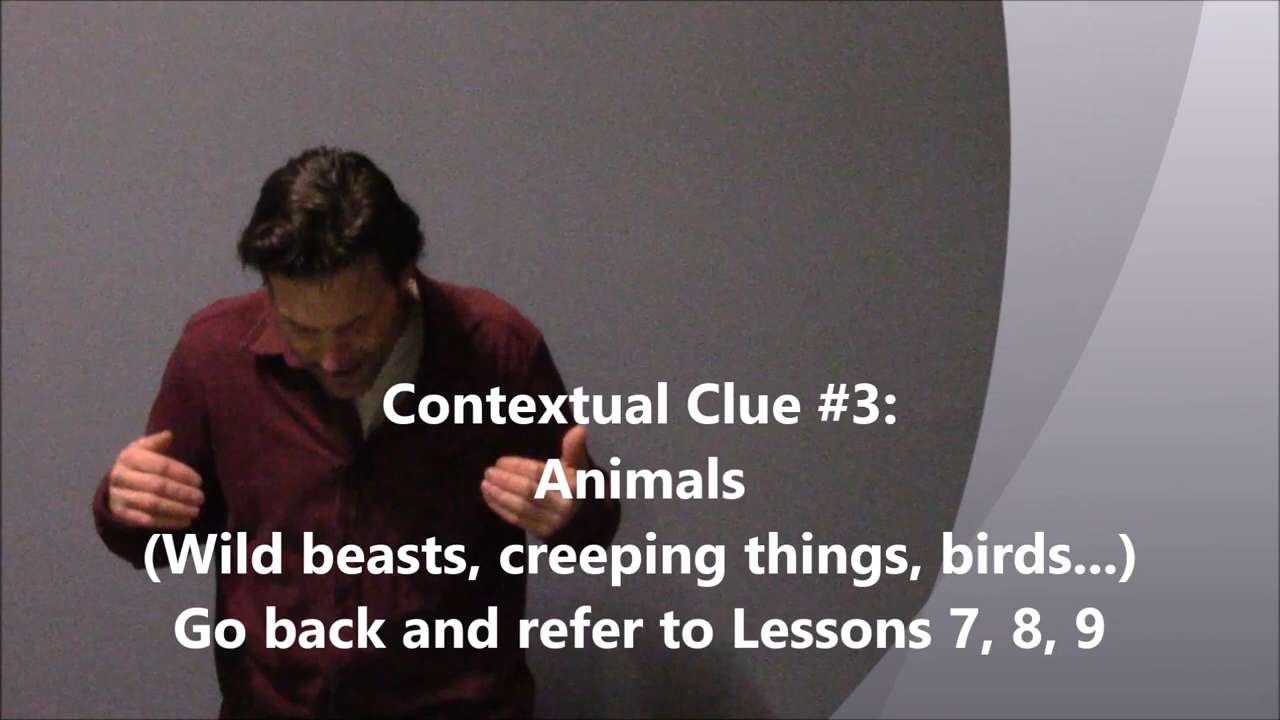 Contextual Clue #3:
Animals
(Wild beasts, creeping things, birds...)
Go back and refer to Lessons 7, 8, 9